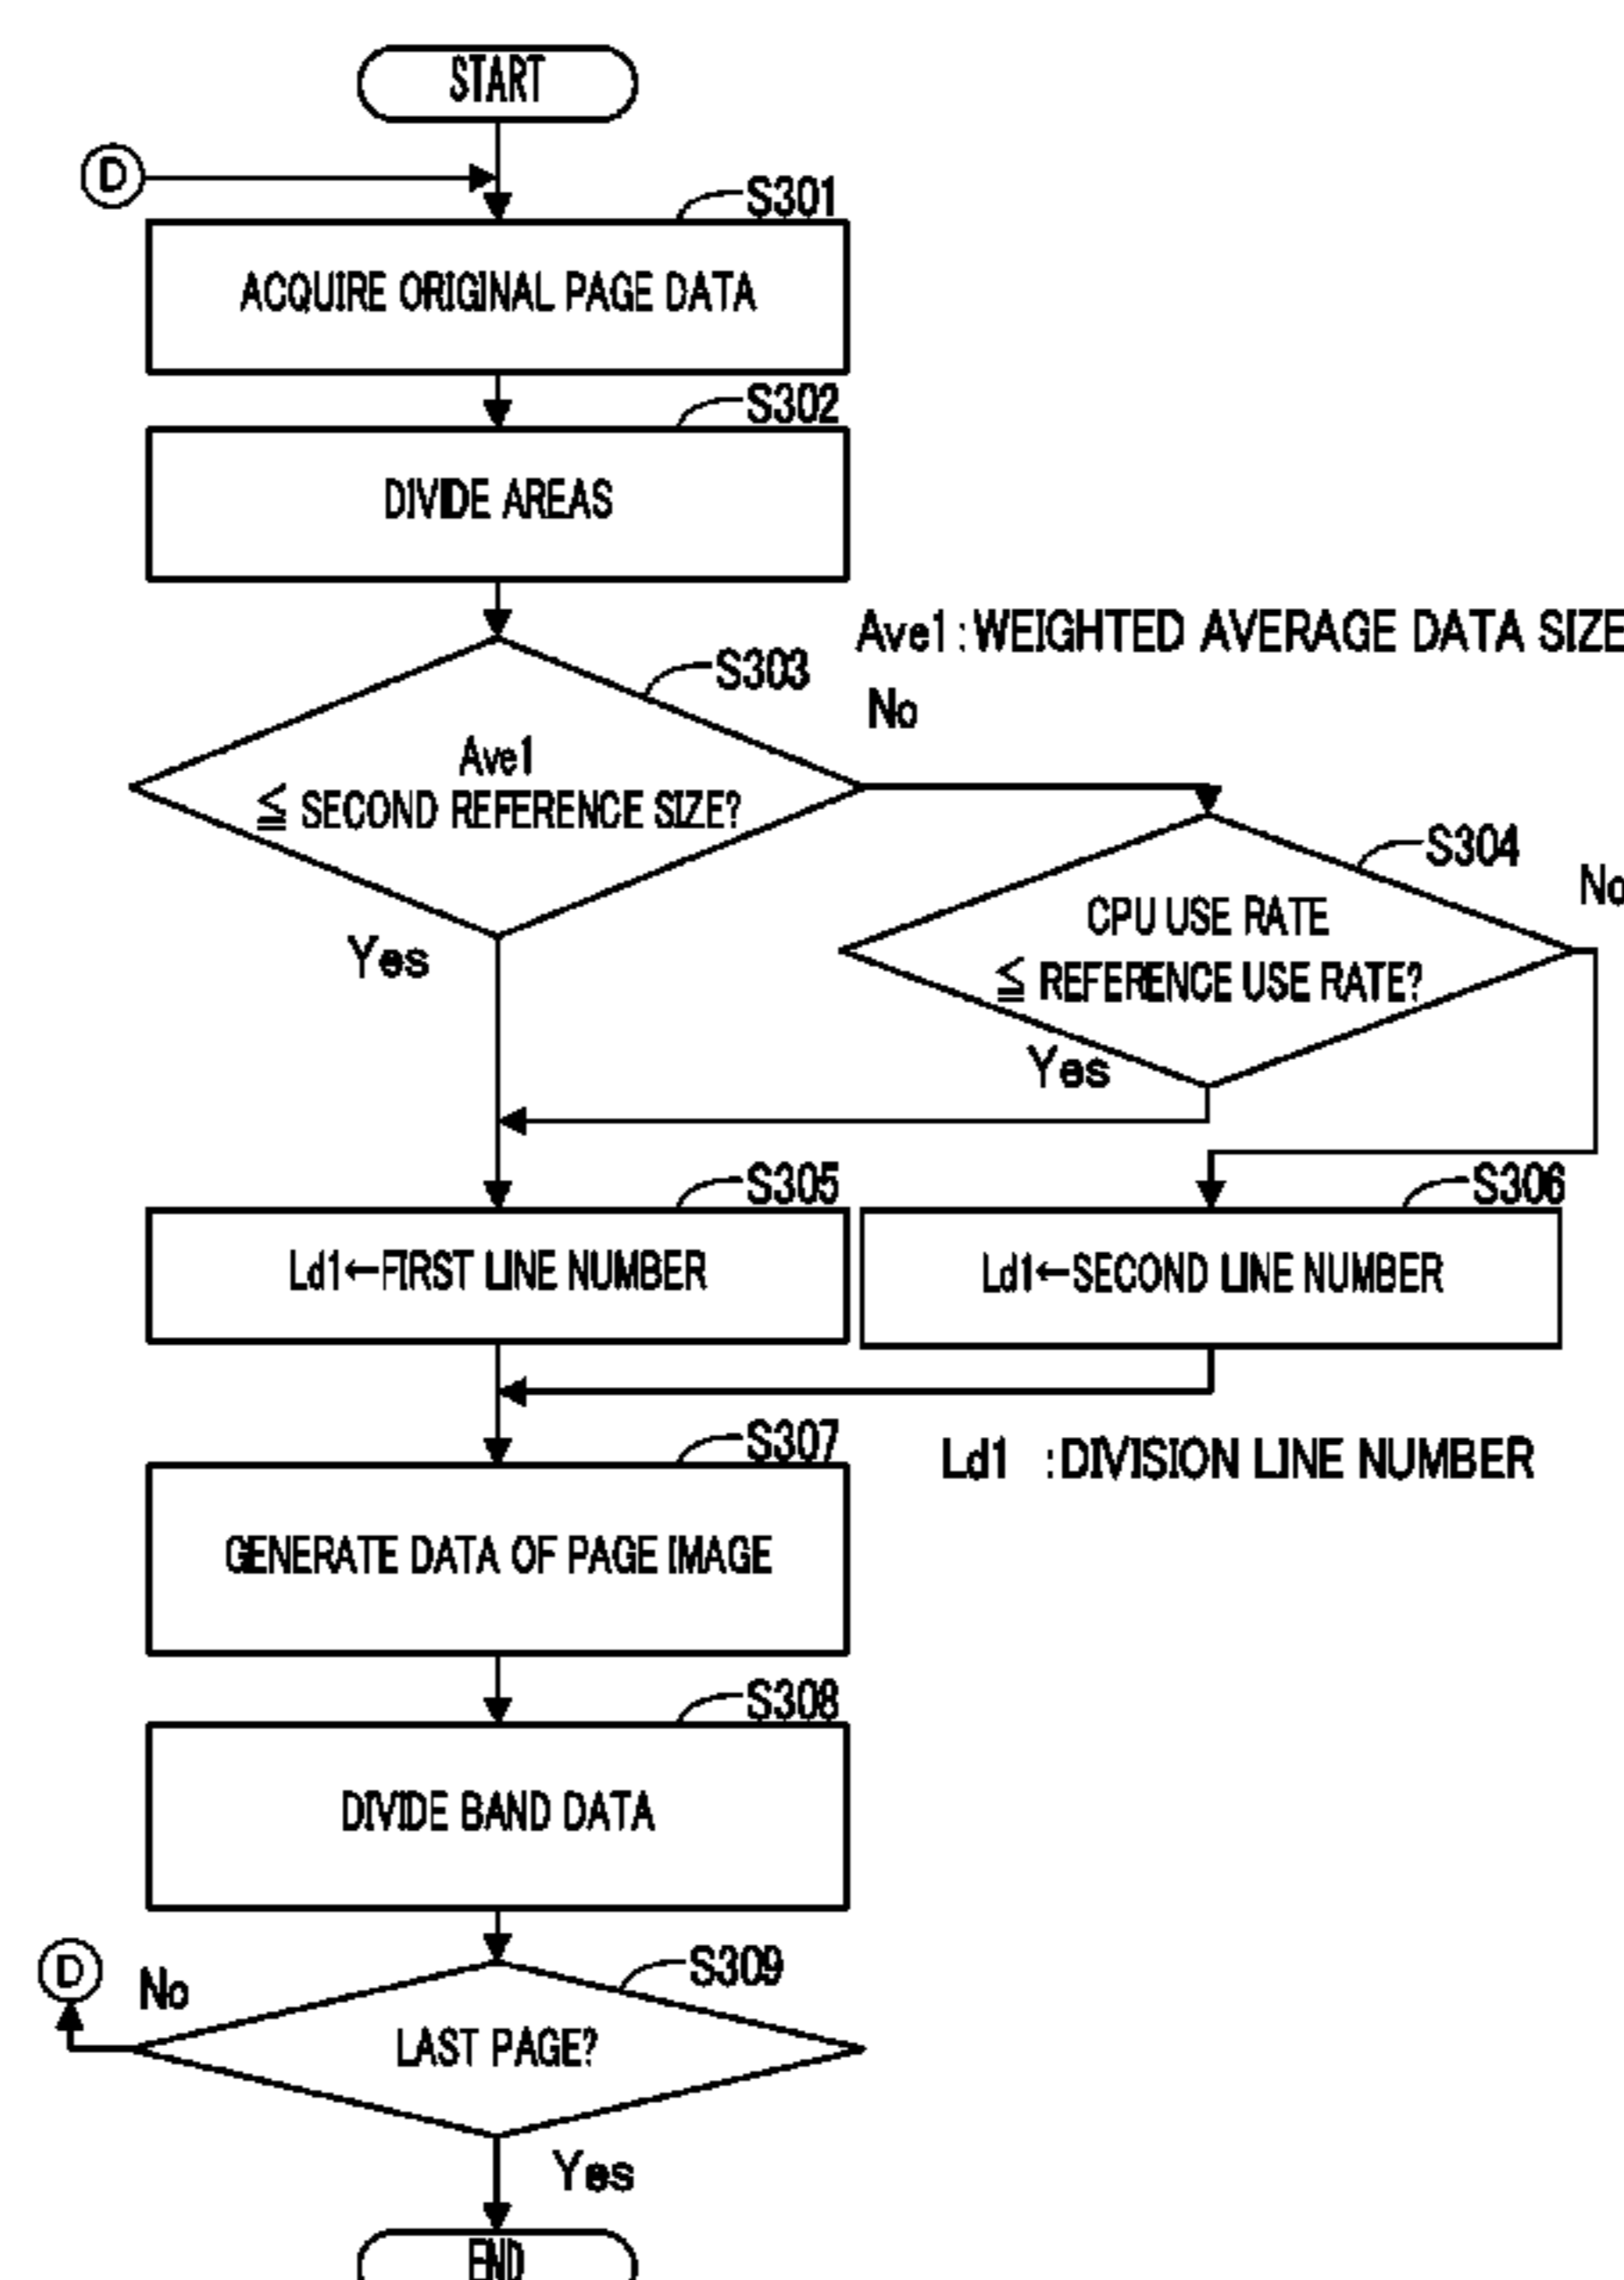 START
D
S301
ACQUIRE ORIGINAL PAGE DATA
S302
DIVIDE AREAS
Ave1 : WEIGHTED AVERAGE DATA SIZE
S303
No
Ave1
≦ SECOND REFERENCE SIZE?
S304
No
CPU USE RATE
≦ REFERENCE USE RATE?
Yes
Yes
S305
S306
Ld1←FIRST LINE NUMBER
Ld1←SECOND LINE NUMBER
S307
Ld1 : DIVISION LINE NUMBER
GENERATE DATA OF PAGE IMAGE
S308
DIVIDE BAND DATA
D
No
S309
LAST PAGE?
Yes
END